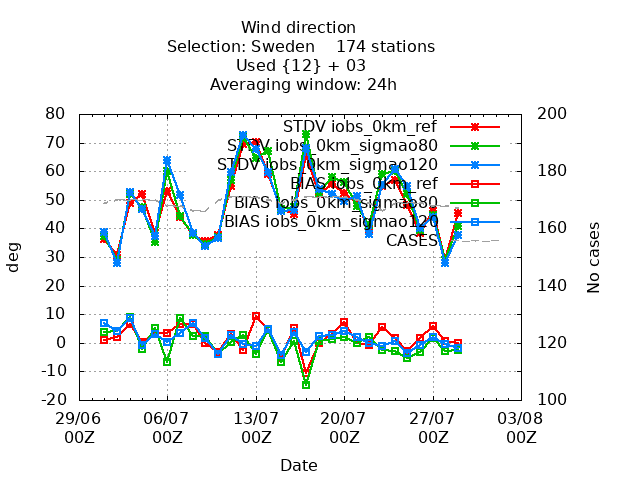 Wind direction
Selection: Sweden 174 stations
Used {12} + 03
Averaging window: 24h
80 200
STDV iobs_0km_ref
70
STDV iobs_0km_sigmao80
60 180
STDV iobs_0km_sigmao120
BIAS iobs_0km_ref
50
BIAS iobs_0km_sigmao80
40 160
BIAS iobs_0km_sigmao120
CASES
30
20 140
10
0 120
-10
-20 100
deg
No cases
29/06 06/07 13/07 20/07 27/07 03/08
00Z 00Z 00Z 00Z 00Z 00Z
Date